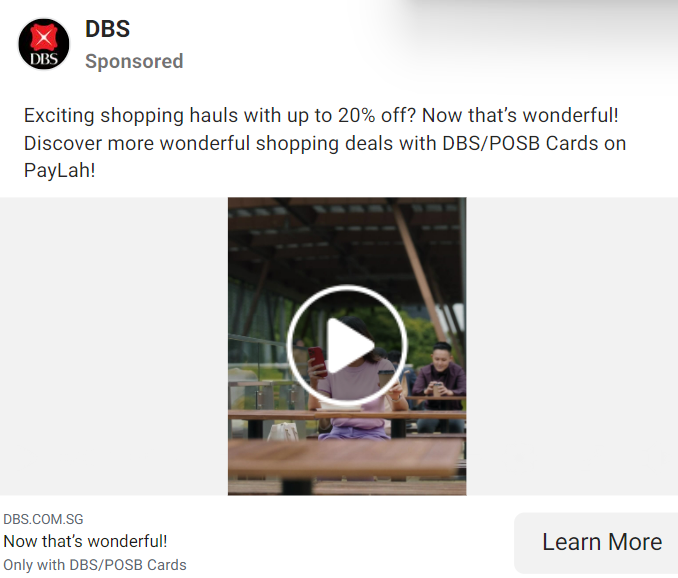 DBS
DBS
Sponsored
Exciting shopping hauls with up to 20% off? Now that’s wonderful!
Discover more wonderful shopping deals with DBS/POSB Cards on
PayLah!
DBS.COM.SG
Now that’s wonderful!
Only with DBS/POSB Cards
Learn More